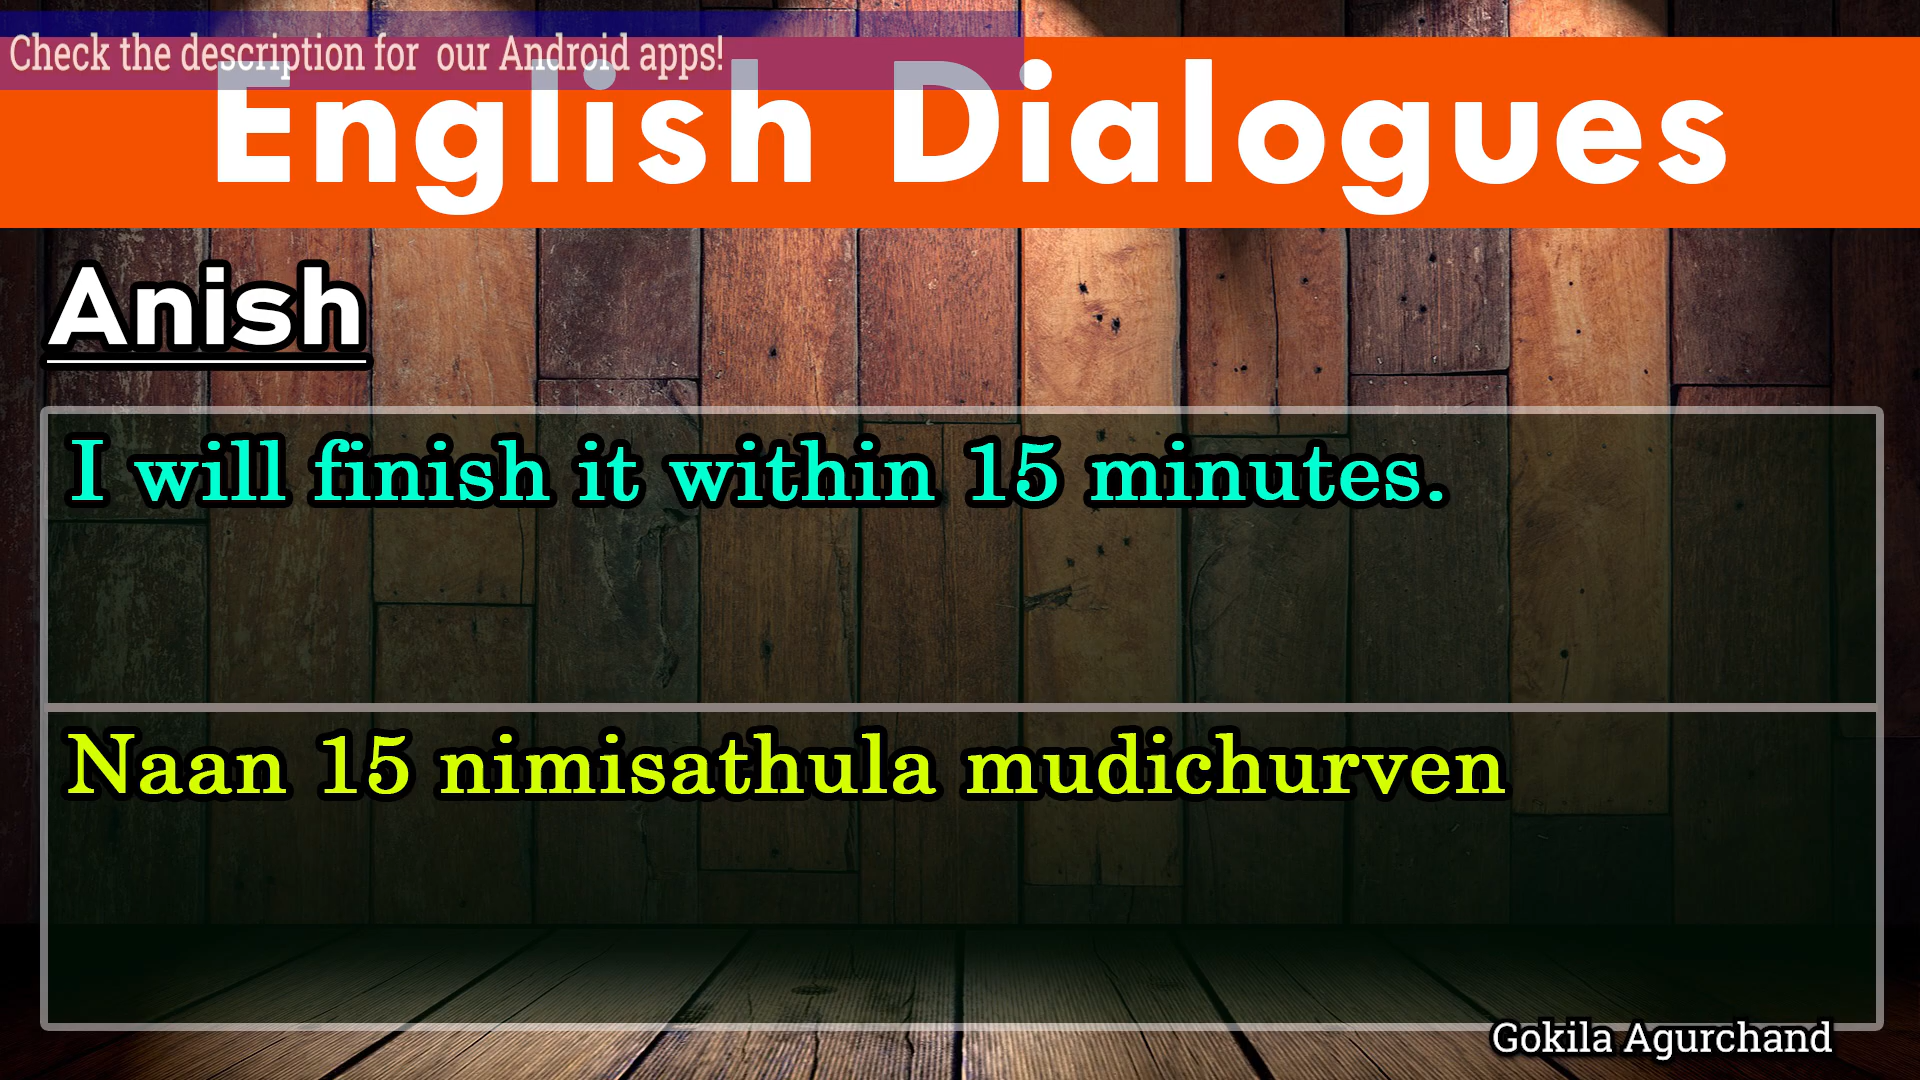 Check the description for our Android apps!
English Dialogues
Anish
I will finish it within 15 minutes.
Naan 15 nimisathula mudichurven
Gokila Agurchand